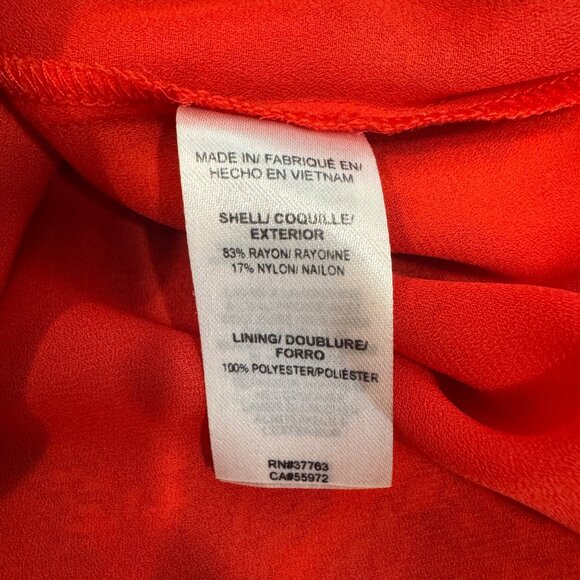 MADE IN/ FABRIQUÉ EN/
HECHO EN VIETNAM
SHELL/ COQUILLE/
EXTERIOR
83% RAYON/ RAYONNE
17% NYLON/ NAILON
LINING/ DOUBLURE/
FORRO
100% POLYESTER/POLIÉSTER
RN#37763
CA#55972